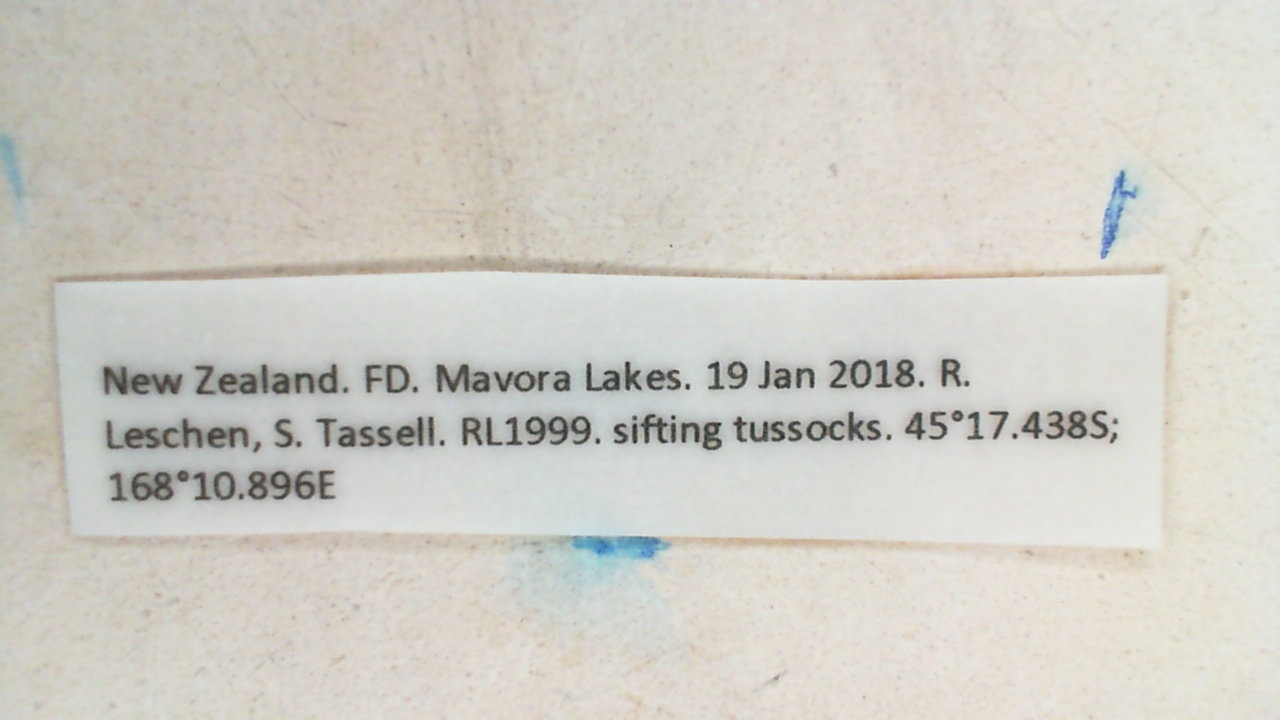 New Zealand. FD. Mavora Lakes. 19 Jan 2018. R.
Leschen, S. Tassell. RL1999. sifting tussocks. 45°17.438S;
168°10.896E